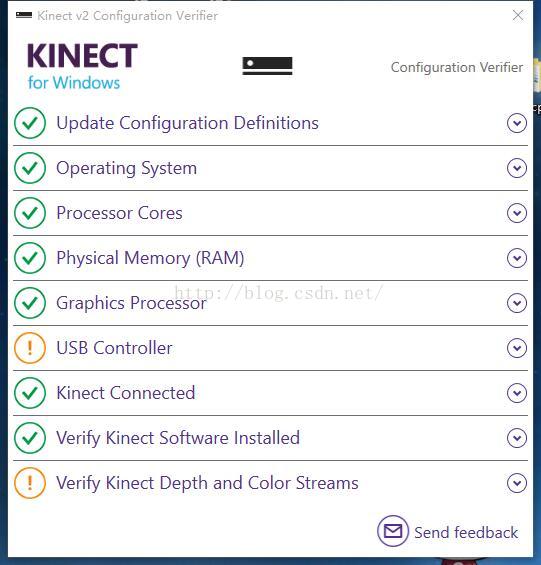 Kinect v2 Configuration Verifier
KINECT
for Windows
Configuration Verifier
Update Configuration Definitions
Operating System
Processor Cores
Physical Memory (RAM)
http://blog.csdn.net/
Graphics Processor
USB Controller
Kinect Connected
Verify Kinect Software Installed
Verify Kinect Depth and Color Streams
Send feedback